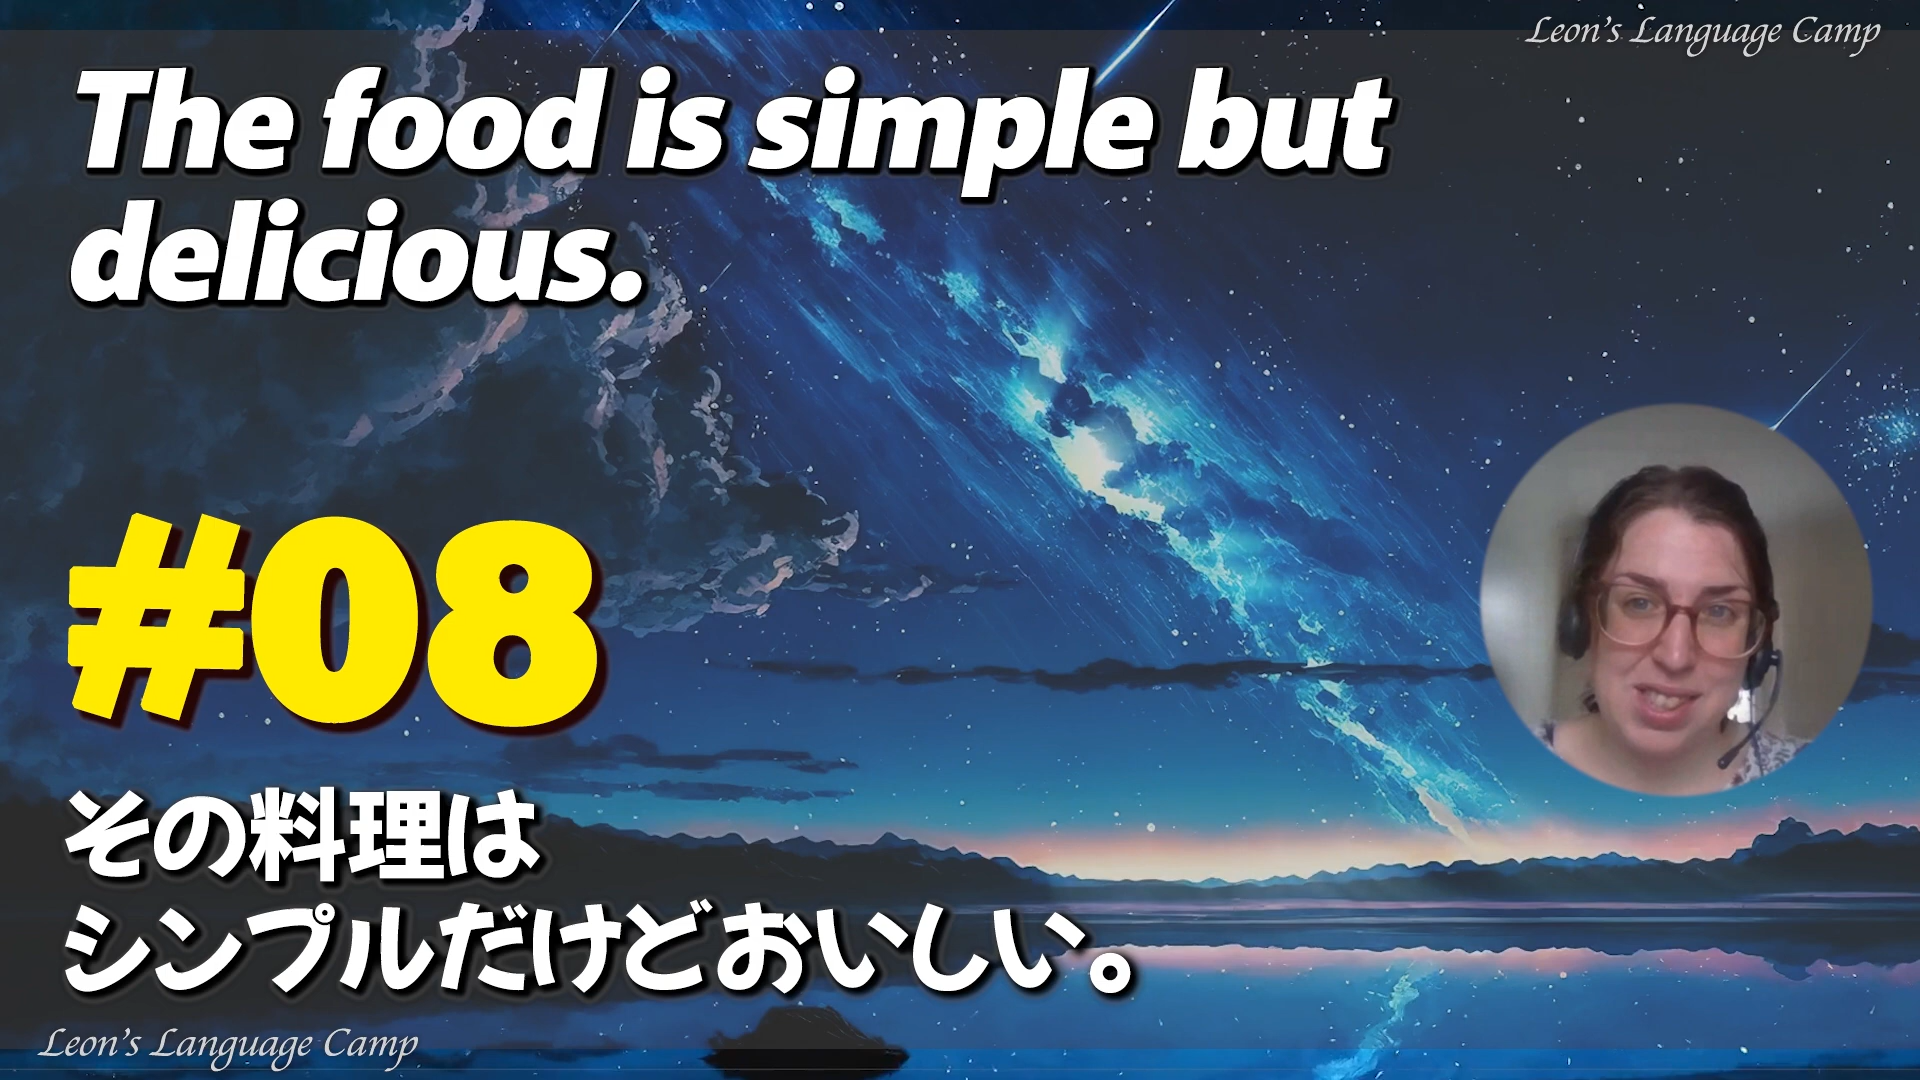 Leon's Language Camp
The food is simple but
delicious.
#08
その料理は
シンプルだけどおいしい。
Leon's Language Camp